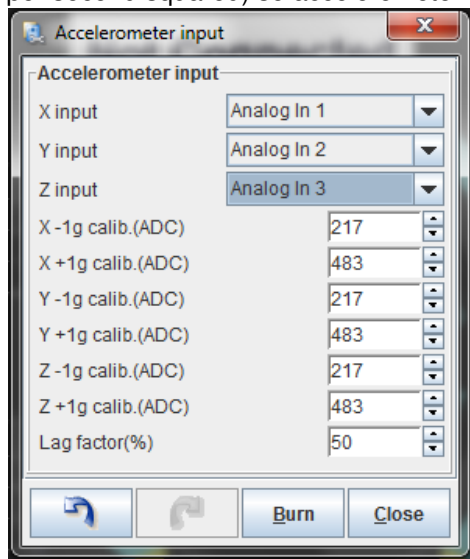 Accelerometer input
Accelerometer input
X input Analog In 1
Y input Analog In 2
Z input Analog In 3
X -1g calib.(ADC) 217
X +1g calib.(ADC) 483
Y -1g calib.(ADC) 217
Y +1g calib.(ADC) 483
Z -1g calib.(ADC) 217
Z +1g calib.(ADC) 483
Lag factor(%) 50
Burn Close